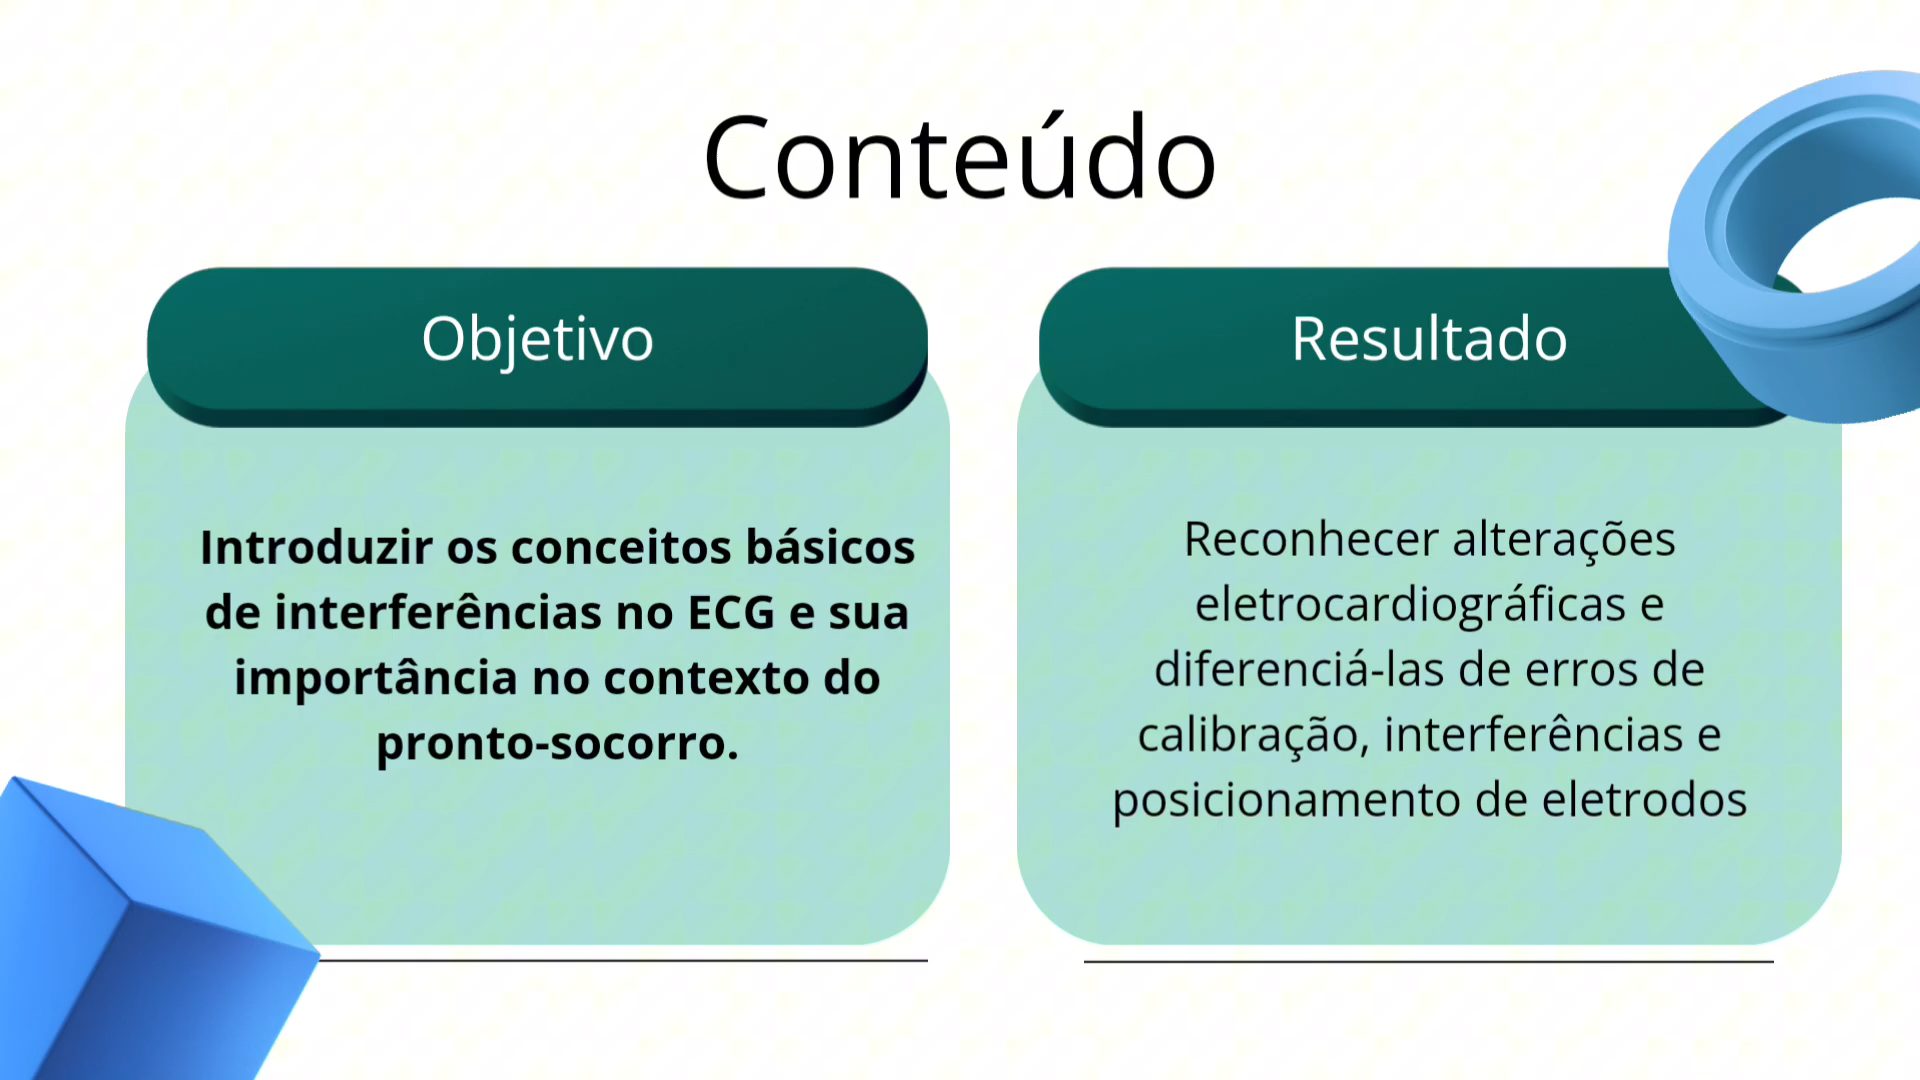 Conteúdo
Objetivo
Introduzir os conceitos básicos
de interferências no ECG e sua
importância no contexto do
pronto-socorro.
Resultado
Reconhecer alterações
eletrocardiográficas e
diferenciá-las de erros de
calibração, interferências e
posicionamento de eletrodos